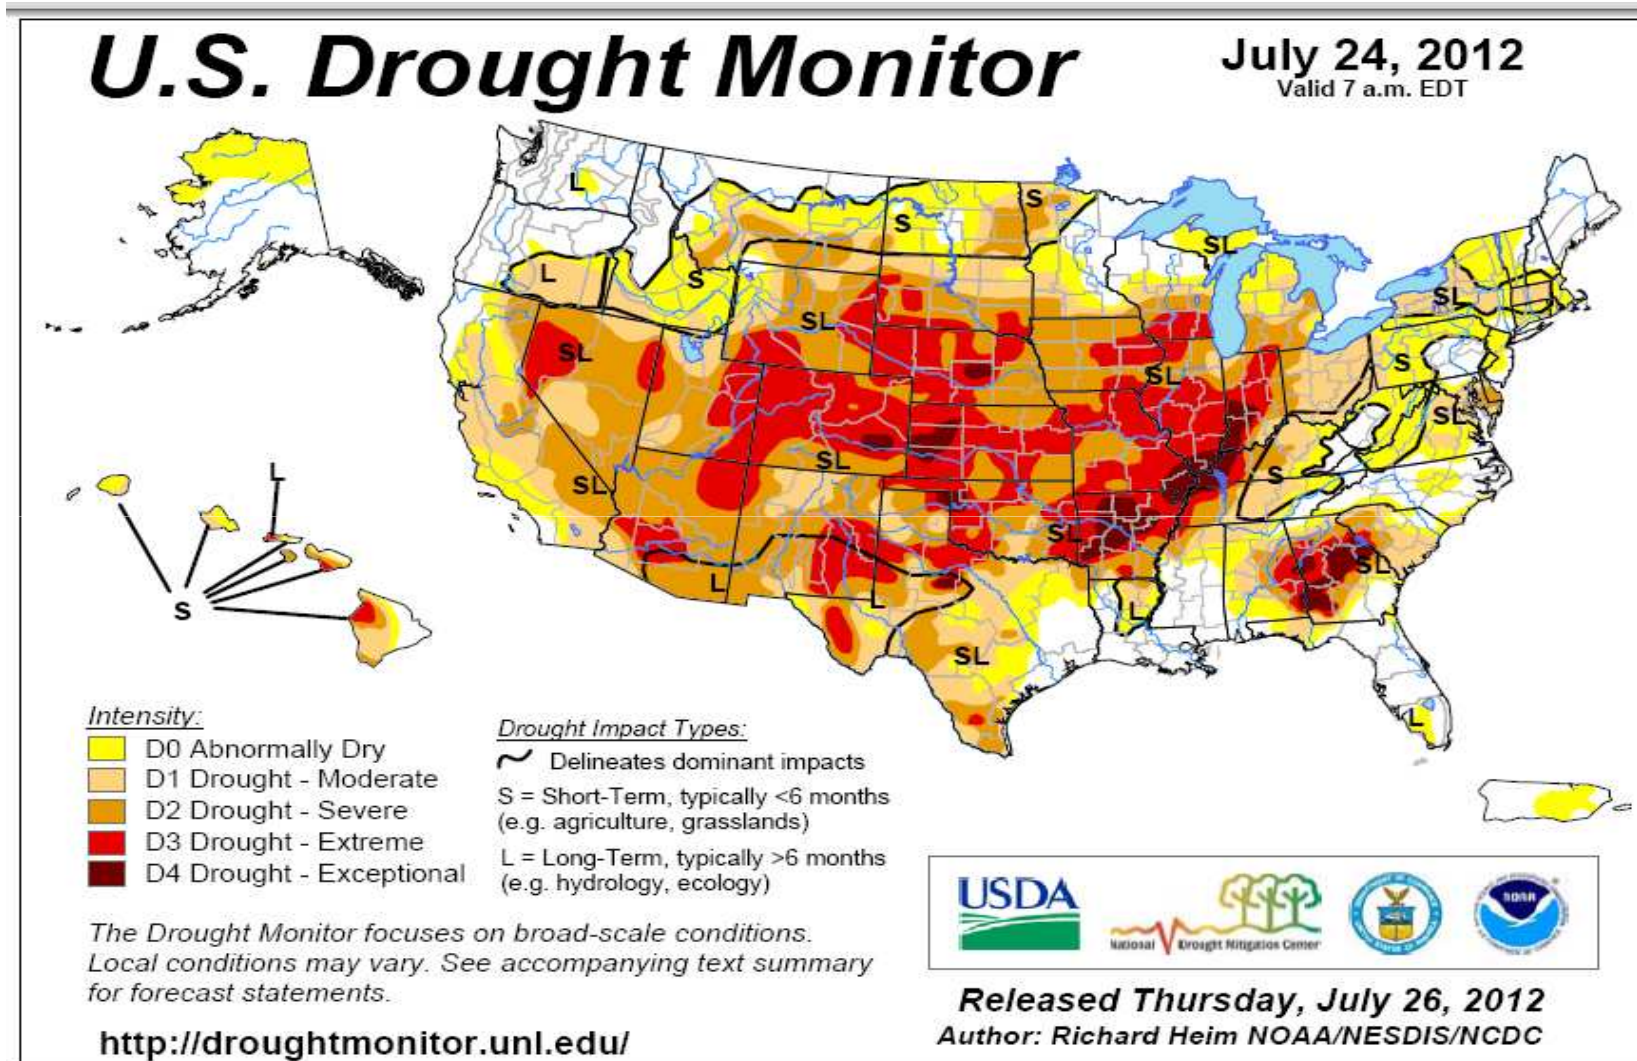 U.S. Drought Monitor
July 24, 2012
Valid 7 a.m. EDT
L
S
S
SL
L
S
SL
SL
SL
S
SL
SL
SL
SL
S
SL
SL
L
L
L
SL
SL
L
L
S
Intensity:
D0 Abnormally Dry
D1 Drought - Moderate
D2 Drought - Severe
D3 Drought - Extreme
D4 Drought - Exceptional
Drought Impact Types:
Delineates dominant impacts
S = Short-Term, typically <6 months
(e.g. agriculture, grasslands)
L = Long-Term, typically >6 months
(e.g. hydrology, ecology)
The Drought Monitor focuses on broad-scale conditions.
Local conditions may vary. See accompanying text summary
for forecast statements.
http://droughtmonitor.unl.edu/
USDA
National Drought Mitigation Center
NOAA
Released Thursday, July 26, 2012
Author: Richard Heim NOAA/NESDIS/NCDC